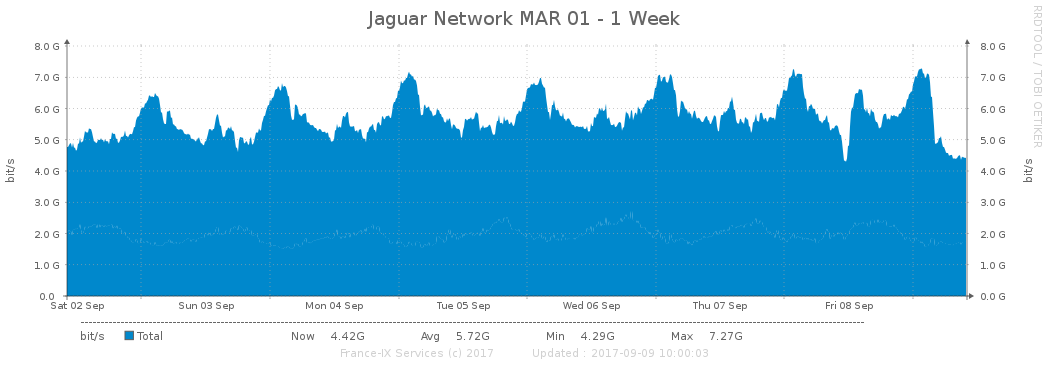 Jaguar Network MAR 01 - 1 Week
RRDTOOL / TOBI OETIKER
8.0 G 8.0 G
7.0 G 7.0 G
6.0 G 6.0 G
5.0 G 5.0 G
4.0 G 4.0 G
3.0 G 3.0 G
2.0 G 2.0 G
1.0 G 1.0 G
0.0 0.0 G
bit/s
bit/s
Sat 02 Sep Sun 03 Sep Mon 04 Sep Tue 05 Sep Wed 06 Sep Thu 07 Sep Fri 08 Sep
bit/s Total Now 4.42G Avg 5.72G Min 4.29G Max 7.27G
France-IX Services (c) 2017 Updated : 2017-09-09 10:00:03